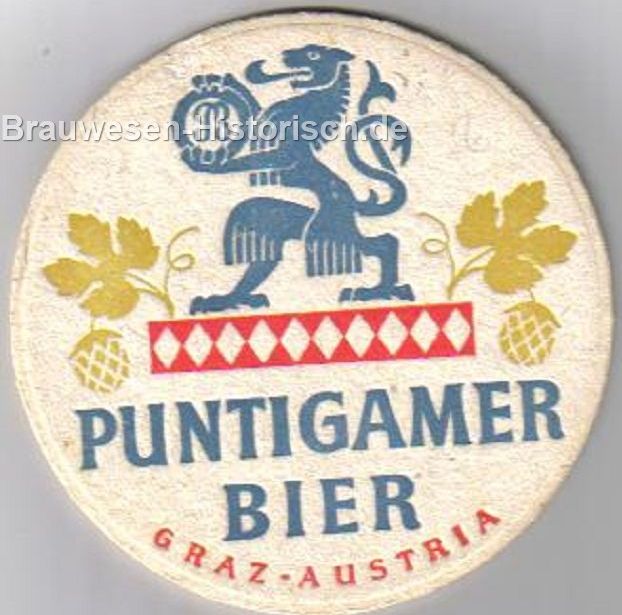 Brauwesen-Historisch.de
PUNTIGAMER
BIER
GRAZ-AUSTRIA